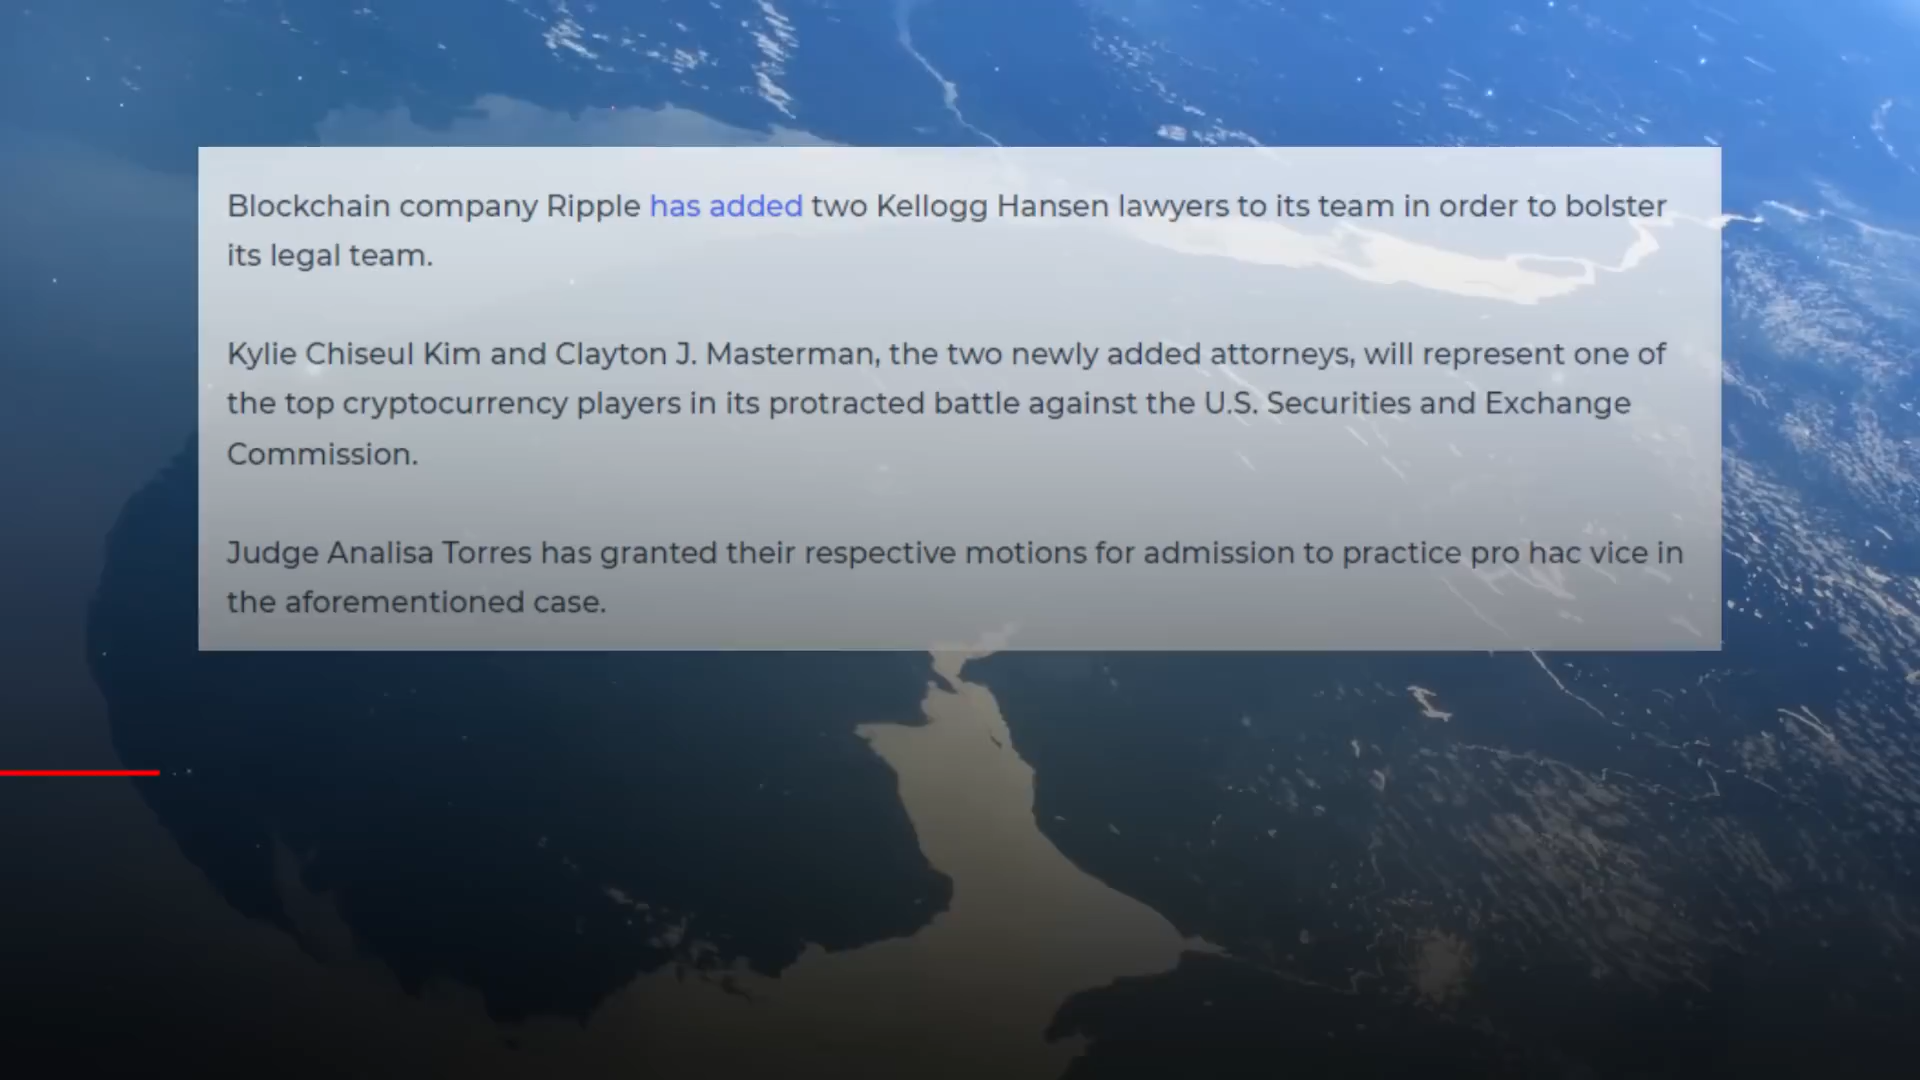 Blockchain company Ripple has added two Kellogg Hansen lawyers to its team in order to bolster
its legal team.
Kylie Chiseul Kim and Clayton J. Masterman, the two newly added attorneys, will represent one of
the top cryptocurrency players in its protracted battle against the U.S. Securities and Exchange
Commission.
Judge Analisa Torres has granted their respective motions for admission to practice pro hac vice in
the aforementioned case.